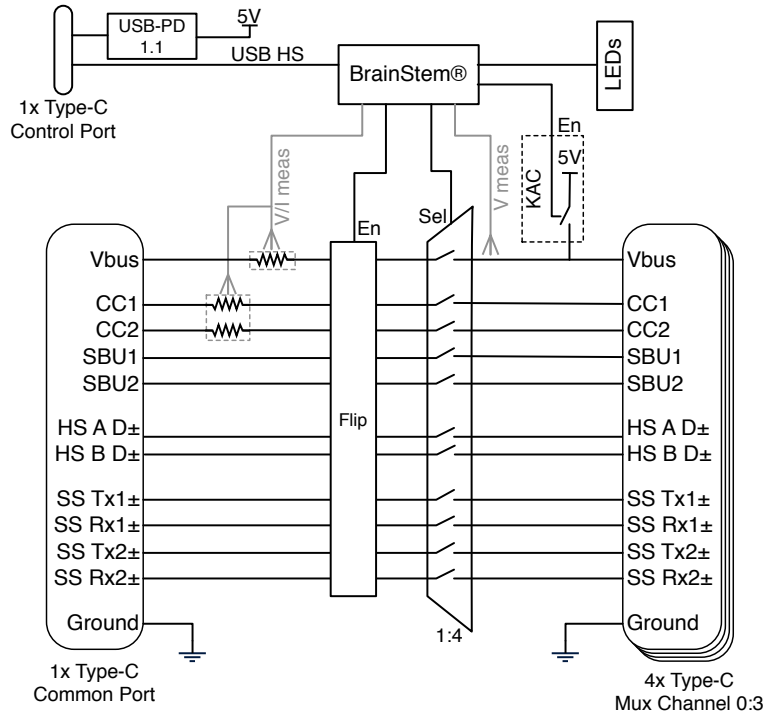 USB-PD
1.1
5V
USB HS
BrainStem®
LEDs
1x Type-C
Control Port
V/I meas
V meas
En
5V
KAC
Sel
En
Vbus
CC1
CC2
SBU1
SBU2
HS A D±
HS B D±
SS Tx1±
SS Rx1±
SS Tx2±
SS Rx2±
Ground
Flip
1:4
Vbus
CC1
CC2
SBU1
SBU2
HS A D±
HS B D±
SS Tx1±
SS Rx1±
SS Tx2±
SS Rx2±
Ground
1x Type-C
Common Port
4x Type-C
Mux Channel 0:3